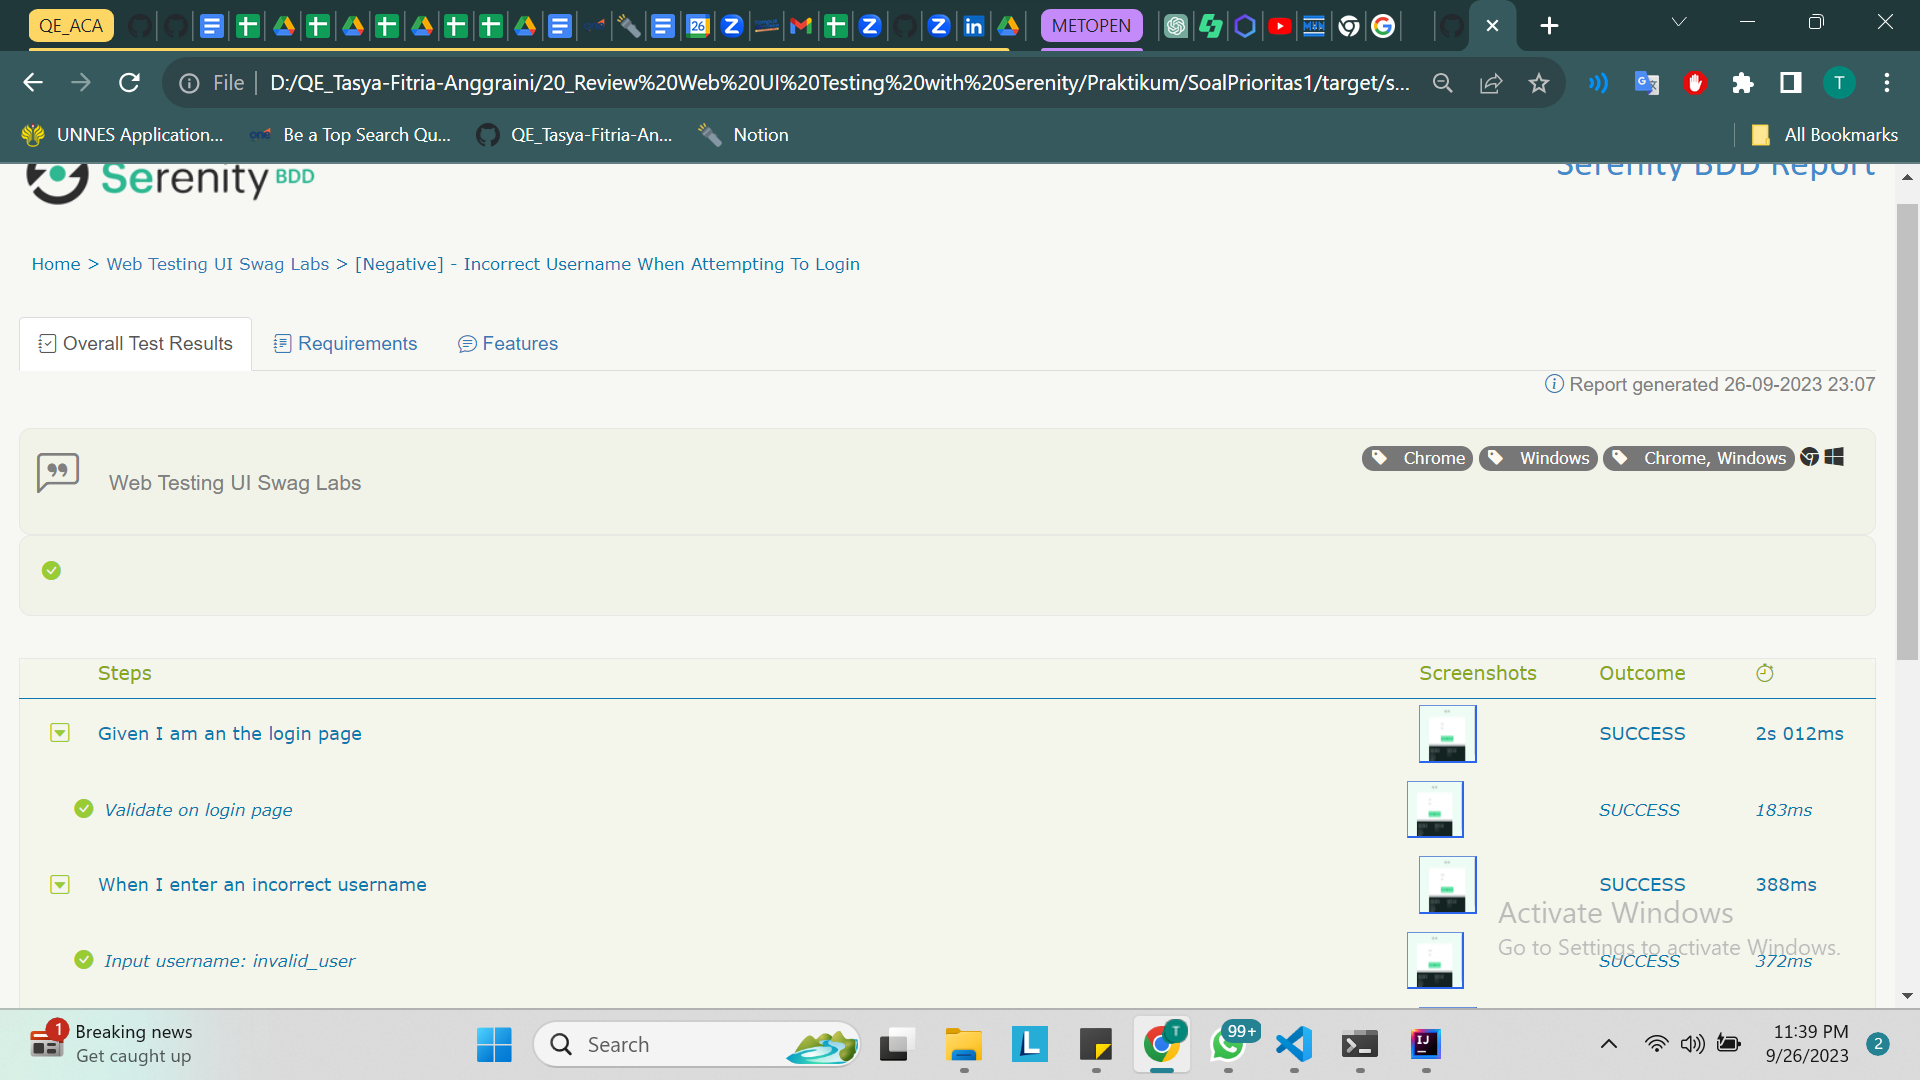 QE_ACA
METOPEN
File
D:/QE_Tasya-Fitria-Anggraini/20_Review%20Web%20UI%20Testing%20with%20Serenity/Praktikum/SoalPrioritas1/target/s...
T
UNNES Application...
Be a Top Search Qu...
QE_Tasya-Fitria-An...
Notion
All Bookmarks
Serenity BDD
Serenity BDD Report
Home > Web Testing UI Swag Labs > [Negative] - Incorrect Username When Attempting To Login
Overall Test Results
Requirements
Features
Report generated 26-09-2023 23:07
Web Testing UI Swag Labs
Chrome
Windows
Chrome, Windows
Steps
Screenshots
Outcome
Given I am an the login page
SUCCESS
2s 012ms
Validate on login page
SUCCESS
183ms
When I enter an incorrect username
SUCCESS
388ms
Activate Windows
Go to Settings to activate Windows.
Input username: invalid_user
SUCCESS
372ms
1
Breaking news
Get caught up
Search
T
99+
11:39 PM
9/26/2023
2